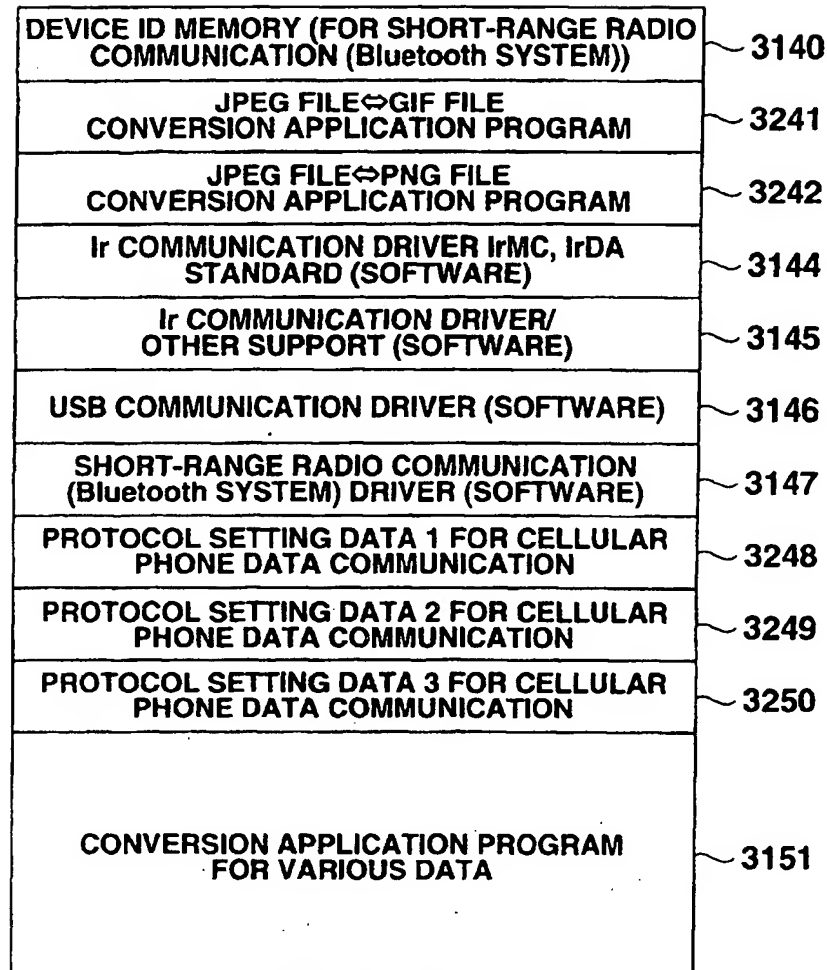 DEVICE ID MEMORY (FOR SHORT-RANGE RADIO
COMMUNICATION (Bluetooth SYSTEM))
3140
JPEG FILE⇔GIF FILE
CONVERSION APPLICATION PROGRAM
3241
JPEG FILE⇔PNG FILE
CONVERSION APPLICATION PROGRAM
3242
Ir COMMUNICATION DRIVER IrMC, IrDA
STANDARD (SOFTWARE)
3144
Ir COMMUNICATION DRIVER/
OTHER SUPPORT (SOFTWARE)
3145
USB COMMUNICATION DRIVER (SOFTWARE)
3146
SHORT-RANGE RADIO COMMUNICATION
(Bluetooth SYSTEM) DRIVER (SOFTWARE)
3147
PROTOCOL SETTING DATA 1 FOR CELLULAR
PHONE DATA COMMUNICATION
3248
PROTOCOL SETTING DATA 2 FOR CELLULAR
PHONE DATA COMMUNICATION
3249
PROTOCOL SETTING DATA 3 FOR CELLULAR
PHONE DATA COMMUNICATION
3250
CONVERSION APPLICATION PROGRAM
FOR VARIOUS DATA
3151